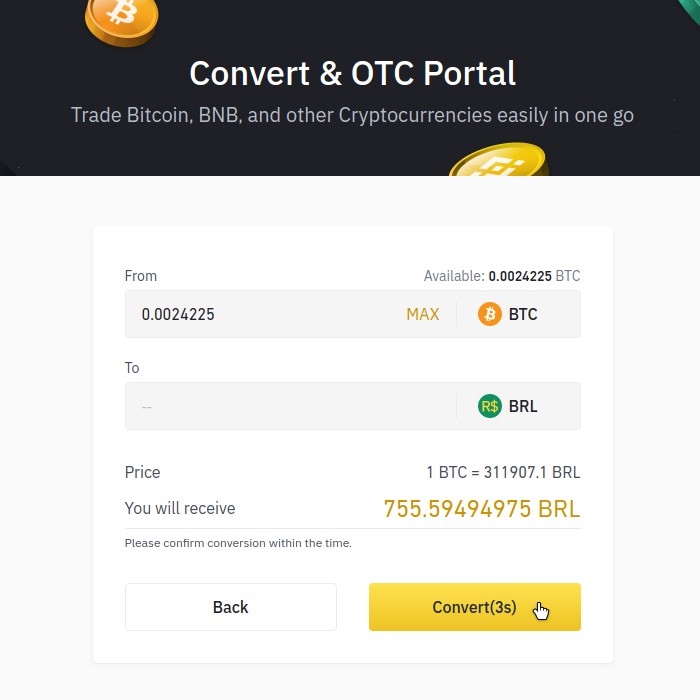 Convert & OTC Portal
Trade Bitcoin, BNB, and other Cryptocurrencies easily in one go
From Available: 0.0024225 BTC
0.0024225 MAX BTC
To
-- R$ BRL
Price 1 BTC = 311907.1 BRL
You will receive 755.59494975 BRL
Please confirm conversion within the time.
Back Convert(3s)